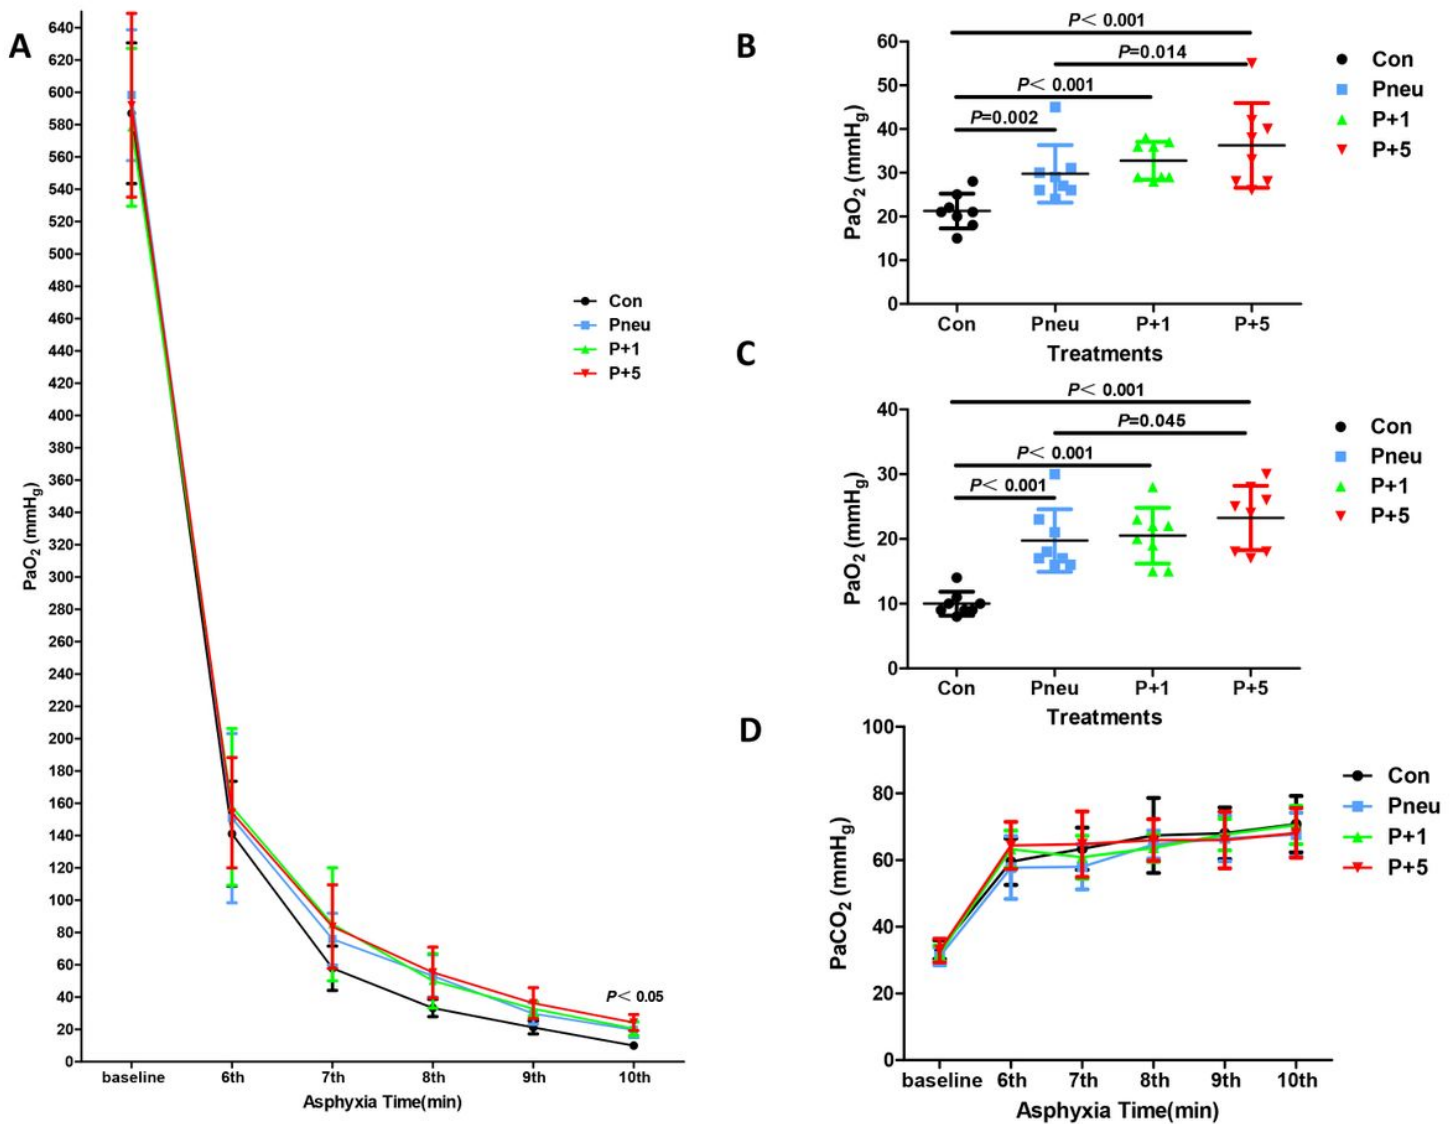 A
640
620
600
580
560
540
520
500
480
460
440
420
400
380
360
340
320
300
280
260
240
220
200
180
160
140
120
100
80
60
40
20
0
PaO2 (mmHg)
Con
Pneu
P+1
P+5
P< 0.05
baseline 6th 7th 8th 9th 10th
Asphyxia Time(min)
B
P< 0.001
P=0.014
P< 0.001
P=0.002
60
50
40
30
20
10
0
PaO2 (mmHg)
Con
Pneu
P+1
P+5
Con Pneu P+1 P+5
Treatments
C
P< 0.001
P=0.045
P< 0.001
P< 0.001
40
30
20
10
0
PaO2 (mmHg)
Con
Pneu
P+1
P+5
Con Pneu P+1 P+5
Treatments
D
100
80
60
40
20
0
PaCO2 (mmHg)
Con
Pneu
P+1
P+5
baseline 6th 7th 8th 9th 10th
Asphyxia Time(min)